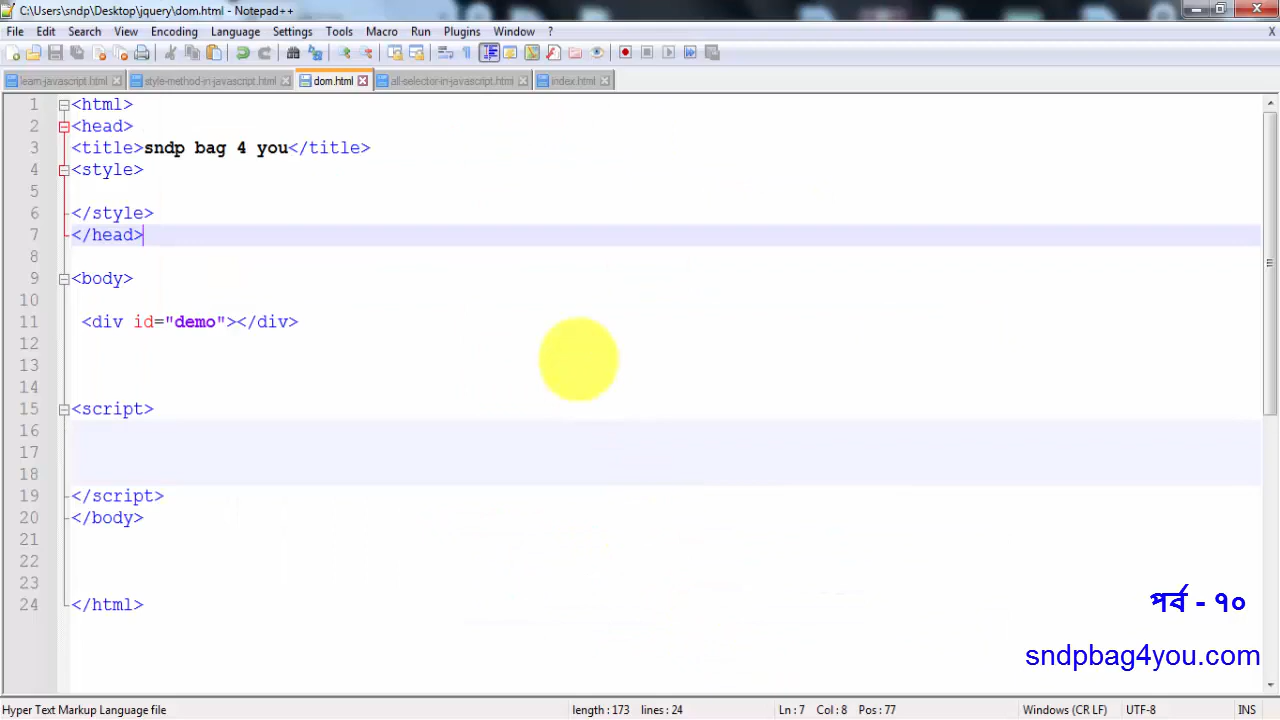 C:\Users\sndp\Desktop\jquery\dom.html - Notepad++
File Edit Search View Encoding Language Settings Tools Macro Run Plugins Window ? X
learn-javascript.html style-method-in-javascript.html dom.html all-selector-in-javascript.html index.html
1 <html>
2 <head>
3 <title>sndp bag 4 you</title>
4 <style>
5
6 </style>
7 </head>
8
9 <body>
10
11 <div id="demo"></div>
12
13
14
15 <script>
16
17
18
19 </script>
20 </body>
21
22
23
24 </html>
পর্ব - ১০
sndpbag4you.com
Hyper Text Markup Language file length : 173 lines : 24 Ln : 7 Col : 8 Pos : 77 Windows (CR LF) UTF-8 INS